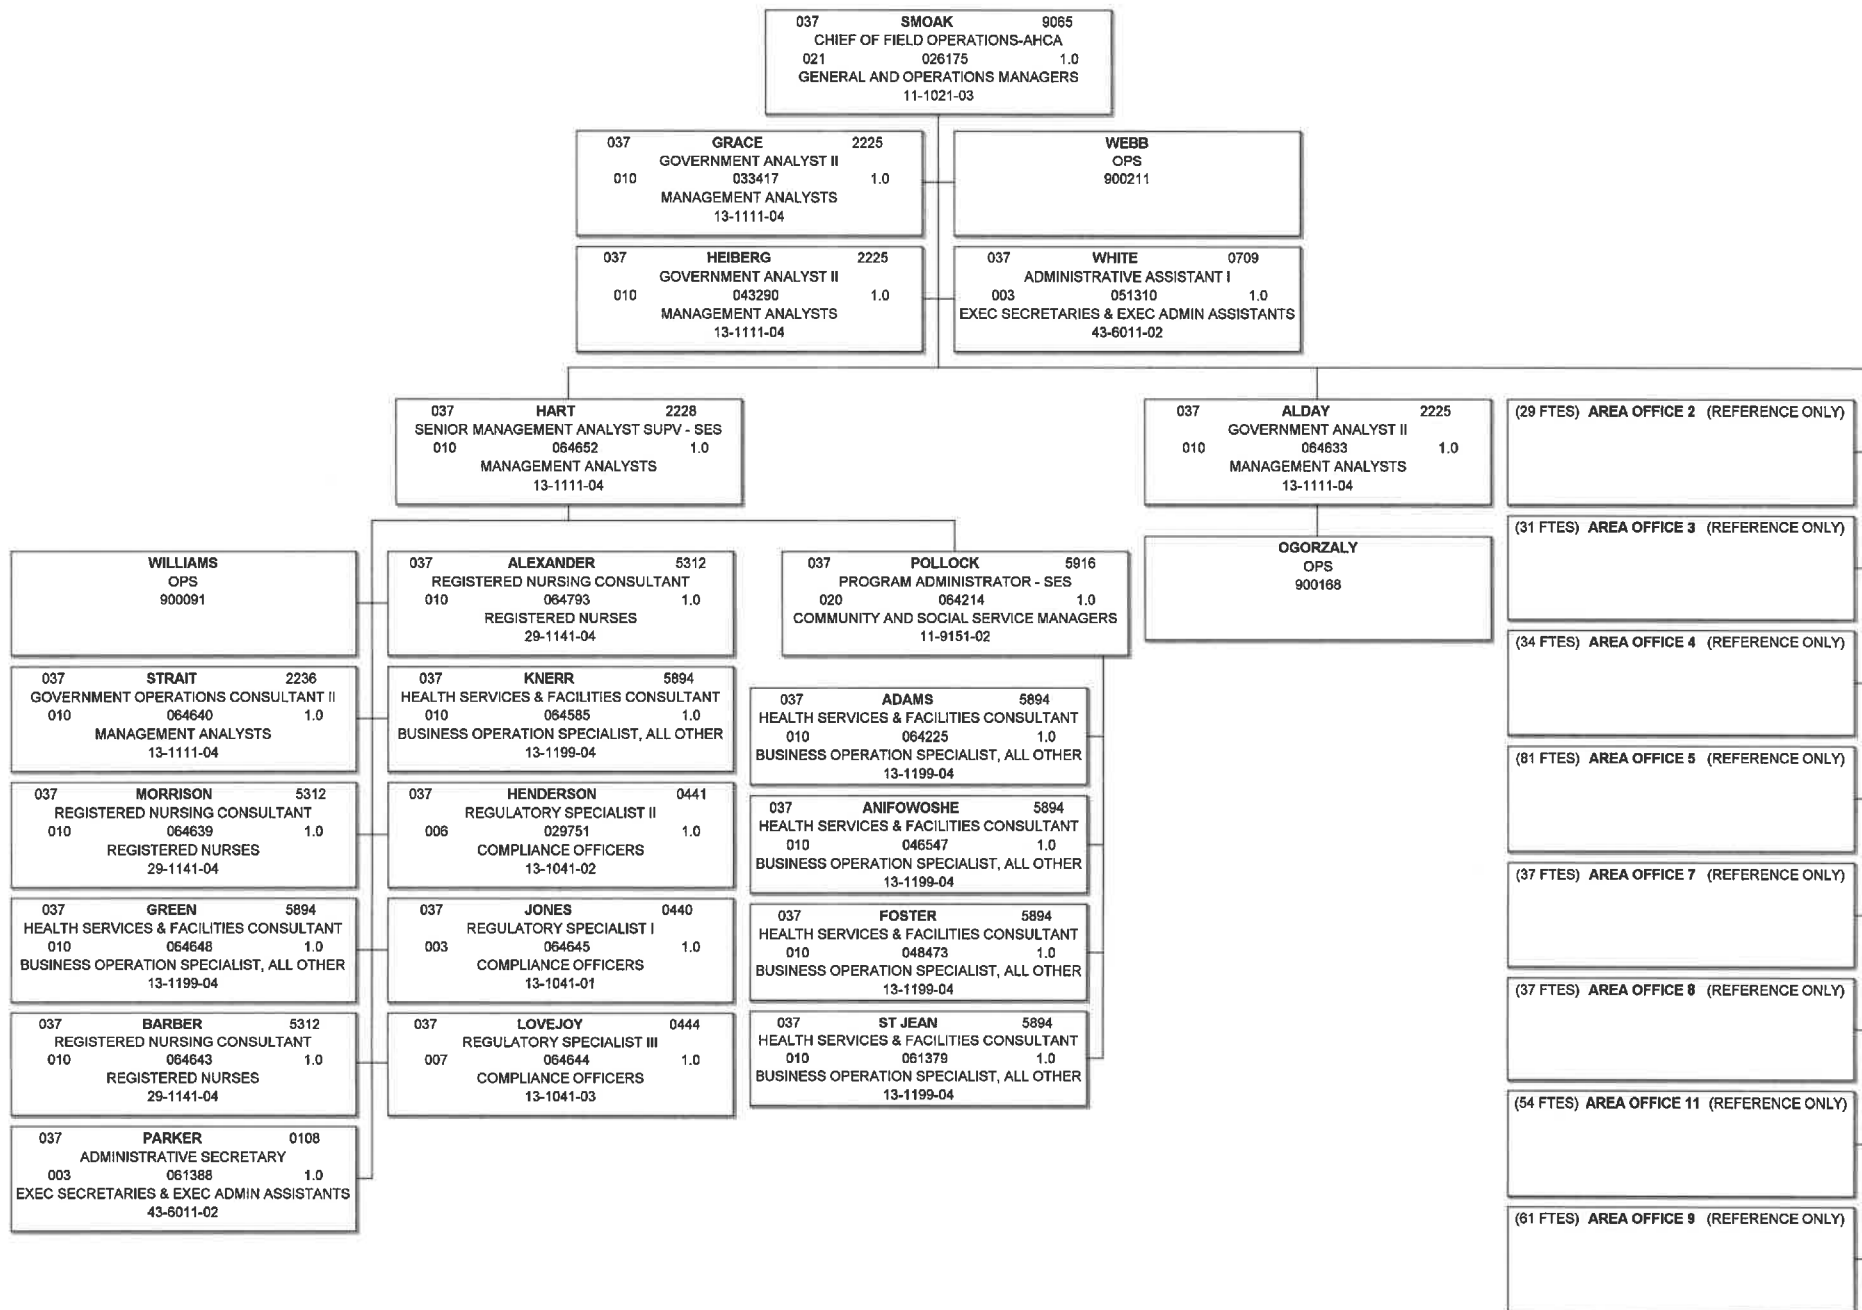 037 SMOAK 9065
CHIEF OF FIELD OPERATIONS-AHCA
021 026175 1.0
GENERAL AND OPERATIONS MANAGERS
11-1021-03
037 GRACE 2225
GOVERNMENT ANALYST II
010 033417 1.0
MANAGEMENT ANALYSTS
13-1111-04
WEBB
OPS
900211
037 HEIBERG 2225
GOVERNMENT ANALYST II
010 043290 1.0
MANAGEMENT ANALYSTS
13-1111-04
037 WHITE 0709
ADMINISTRATIVE ASSISTANT I
003 051310 1.0
EXEC SECRETARIES & EXEC ADMIN ASSISTANTS
43-6011-02
037 HART 2228
SENIOR MANAGEMENT ANALYST SUPV - SES
010 064652 1.0
MANAGEMENT ANALYSTS
13-1111-04
037 ALDAY 2225
GOVERNMENT ANALYST II
010 064633 1.0
MANAGEMENT ANALYSTS
13-1111-04
WILLIAMS
OPS
900091
037 ALEXANDER 5312
REGISTERED NURSING CONSULTANT
010 064793 1.0
REGISTERED NURSES
29-1141-04
037 POLLOCK 5916
PROGRAM ADMINISTRATOR - SES
020 064214 1.0
COMMUNITY AND SOCIAL SERVICE MANAGERS
11-9151-02
OGORZALY
OPS
900168
037 STRAIT 2236
GOVERNMENT OPERATIONS CONSULTANT II
010 064640 1.0
MANAGEMENT ANALYSTS
13-1111-04
037 KNERR 5894
HEALTH SERVICES & FACILITIES CONSULTANT
010 064585 1.0
BUSINESS OPERATION SPECIALIST, ALL OTHER
13-1199-04
037 ADAMS 5894
HEALTH SERVICES & FACILITIES CONSULTANT
010 064225 1.0
BUSINESS OPERATION SPECIALIST, ALL OTHER
13-1199-04
037 MORRISON 5312
REGISTERED NURSING CONSULTANT
010 064639 1.0
REGISTERED NURSES
29-1141-04
037 HENDERSON 0441
REGULATORY SPECIALIST II
006 029751 1.0
COMPLIANCE OFFICERS
13-1041-02
037 ANIFOWOSHE 5894
HEALTH SERVICES & FACILITIES CONSULTANT
010 046547 1.0
BUSINESS OPERATION SPECIALIST, ALL OTHER
13-1199-04
037 GREEN 5894
HEALTH SERVICES & FACILITIES CONSULTANT
010 064648 1.0
BUSINESS OPERATION SPECIALIST, ALL OTHER
13-1199-04
037 JONES 0440
REGULATORY SPECIALIST I
003 064645 1.0
COMPLIANCE OFFICERS
13-1041-01
037 FOSTER 5894
HEALTH SERVICES & FACILITIES CONSULTANT
010 048473 1.0
BUSINESS OPERATION SPECIALIST, ALL OTHER
13-1199-04
037 BARBER 5312
REGISTERED NURSING CONSULTANT
010 064643 1.0
REGISTERED NURSES
29-1141-04
037 LOVEJOY 0444
REGULATORY SPECIALIST III
007 064644 1.0
COMPLIANCE OFFICERS
13-1041-03
037 ST JEAN 5894
HEALTH SERVICES & FACILITIES CONSULTANT
010 061379 1.0
BUSINESS OPERATION SPECIALIST, ALL OTHER
13-1199-04
037 PARKER 0108
ADMINISTRATIVE SECRETARY
003 061388 1.0
EXEC SECRETARIES & EXEC ADMIN ASSISTANTS
43-6011-02
(29 FTES) AREA OFFICE 2 (REFERENCE ONLY)
(31 FTES) AREA OFFICE 3 (REFERENCE ONLY)
(34 FTES) AREA OFFICE 4 (REFERENCE ONLY)
(81 FTES) AREA OFFICE 5 (REFERENCE ONLY)
(37 FTES) AREA OFFICE 7 (REFERENCE ONLY)
(37 FTES) AREA OFFICE 8 (REFERENCE ONLY)
(54 FTES) AREA OFFICE 11 (REFERENCE ONLY)
(61 FTES) AREA OFFICE 9 (REFERENCE ONLY)